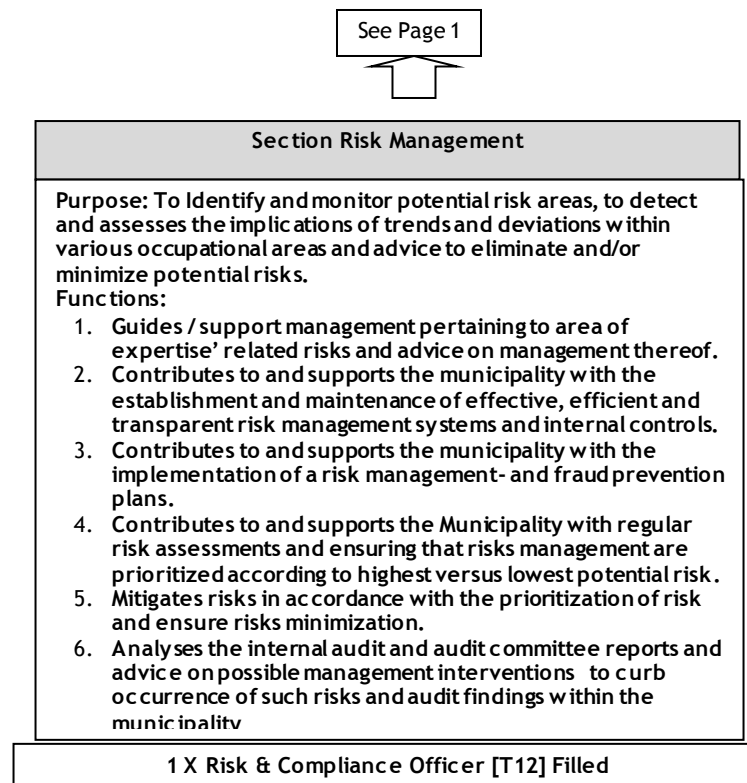 See Page 1
Section Risk Management
Purpose: To Identify and monitor potential risk areas, to detect
and assesses the implications of trends and deviations within
various occupational areas and advice to eliminate and/or
minimize potential risks.
Functions:
1. Guides / support management pertaining to area of
expertise’ related risks and advice on management thereof.
2. Contributes to and supports the municipality with the
establishment and maintenance of effective, efficient and
transparent risk management systems and internal controls.
3. Contributes to and supports the municipality with the
implementation of a risk management- and fraud prevention
plans.
4. Contributes to and supports the Municipality with regular
risk assessments and ensuring that risks management are
prioritized according to highest versus lowest potential risk.
5. Mitigates risks in accordance with the prioritization of risk
and ensure risks minimization.
6. Analyses the internal audit and audit committee reports and
advice on possible management interventions to curb
occurrence of such risks and audit findings within the
municipality
1 X Risk & Compliance Officer [T12] Filled